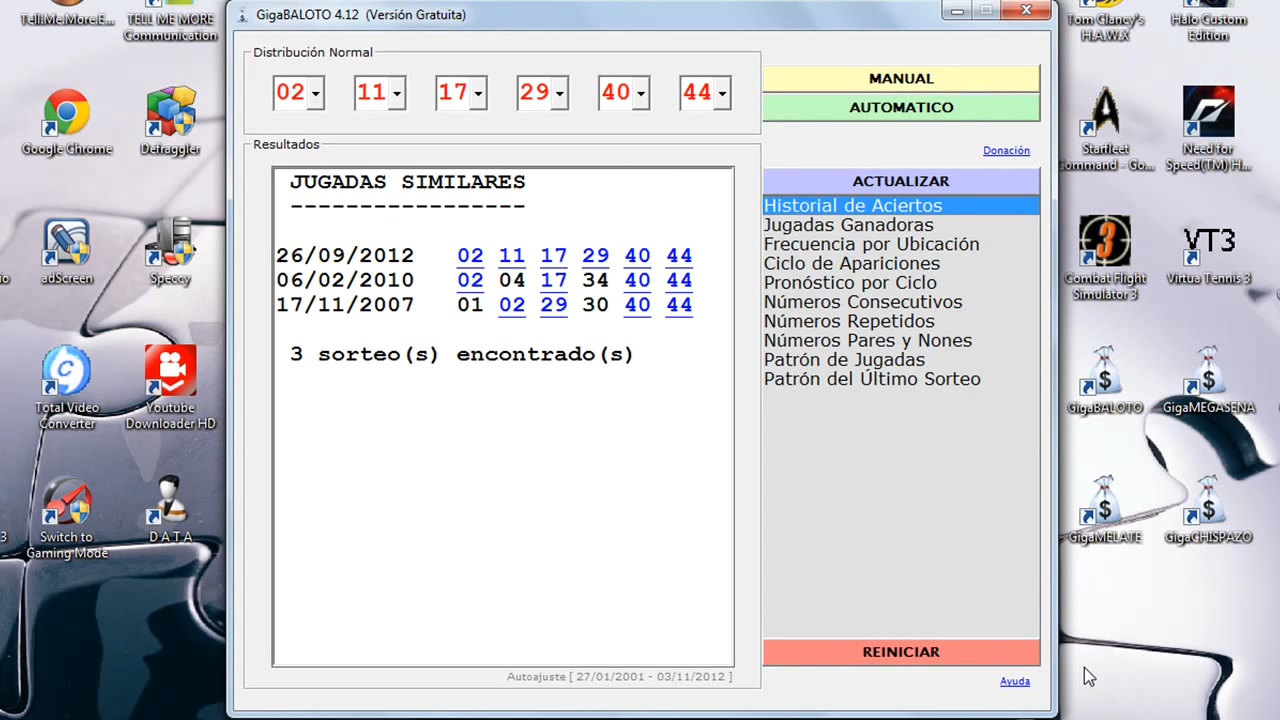 Tell.Me.More.E...
TELL ME MORE
Communication
Google Chrome
Defraggler
adScreen
Speccy
Total Video
Converter
Youtube
Downloader HD
3
Switch to
Gaming Mode
D A T A
GigaBALOTO 4.12 (Versión Gratuita)
Distribución Normal
02 11 17 29 40 44
Resultados
JUGADAS SIMILARES
-----------------
26/09/2012 02 11 17 29 40 44
06/02/2010 02 04 17 34 40 44
17/11/2007 01 02 29 30 40 44
3 sorteo(s) encontrado(s)
Autoajuste [ 27/01/2001 - 03/11/2012 ]
MANUAL
AUTOMATICO
Donación
ACTUALIZAR
Historial de Aciertos
Jugadas Ganadoras
Frecuencia por Ubicación
Ciclo de Apariciones
Pronóstico por Ciclo
Números Consecutivos
Números Repetidos
Números Pares y Nones
Patrón de Jugadas
Patrón del Último Sorteo
REINICIAR
Ayuda
Tom Clancy's
H.A.W.X
Halo Custom
Edition
Starfleet
Command - Go...
Need for
Speed(TM) H...
Combat Flight
Simulator 3
VT3
Virtua Tennis 3
GigaBALOTO
GigaMEGASENA
GigaMELATE
GigaCHISPAZO